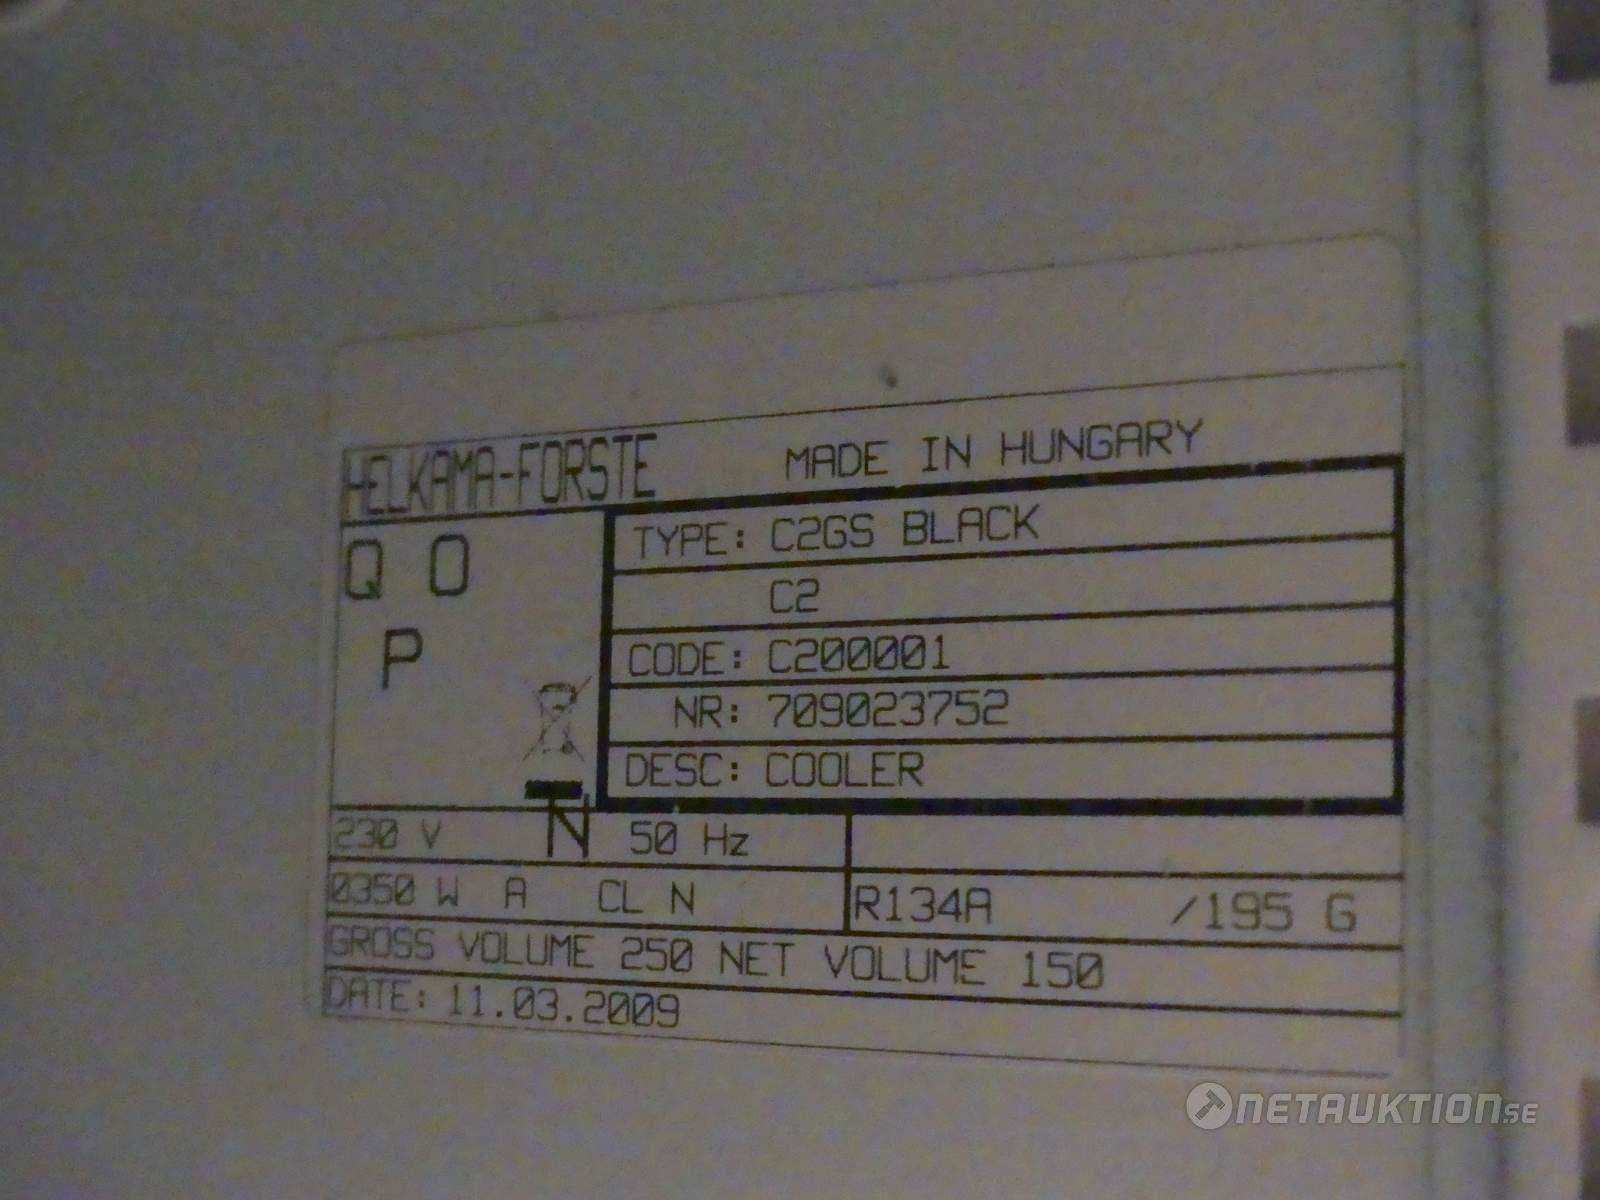 HELKAMA-FORSTE MADE IN HUNGARY
Q O
P
TYPE: C2GS BLACK
C2
CODE: C200001
NR: 709023752
DESC: COOLER
230 V N 50 Hz
0350 W A CL N R134A /195 G
GROSS VOLUME 250 NET VOLUME 150
DATE: 11.03.2009
NETAUKTION.SE